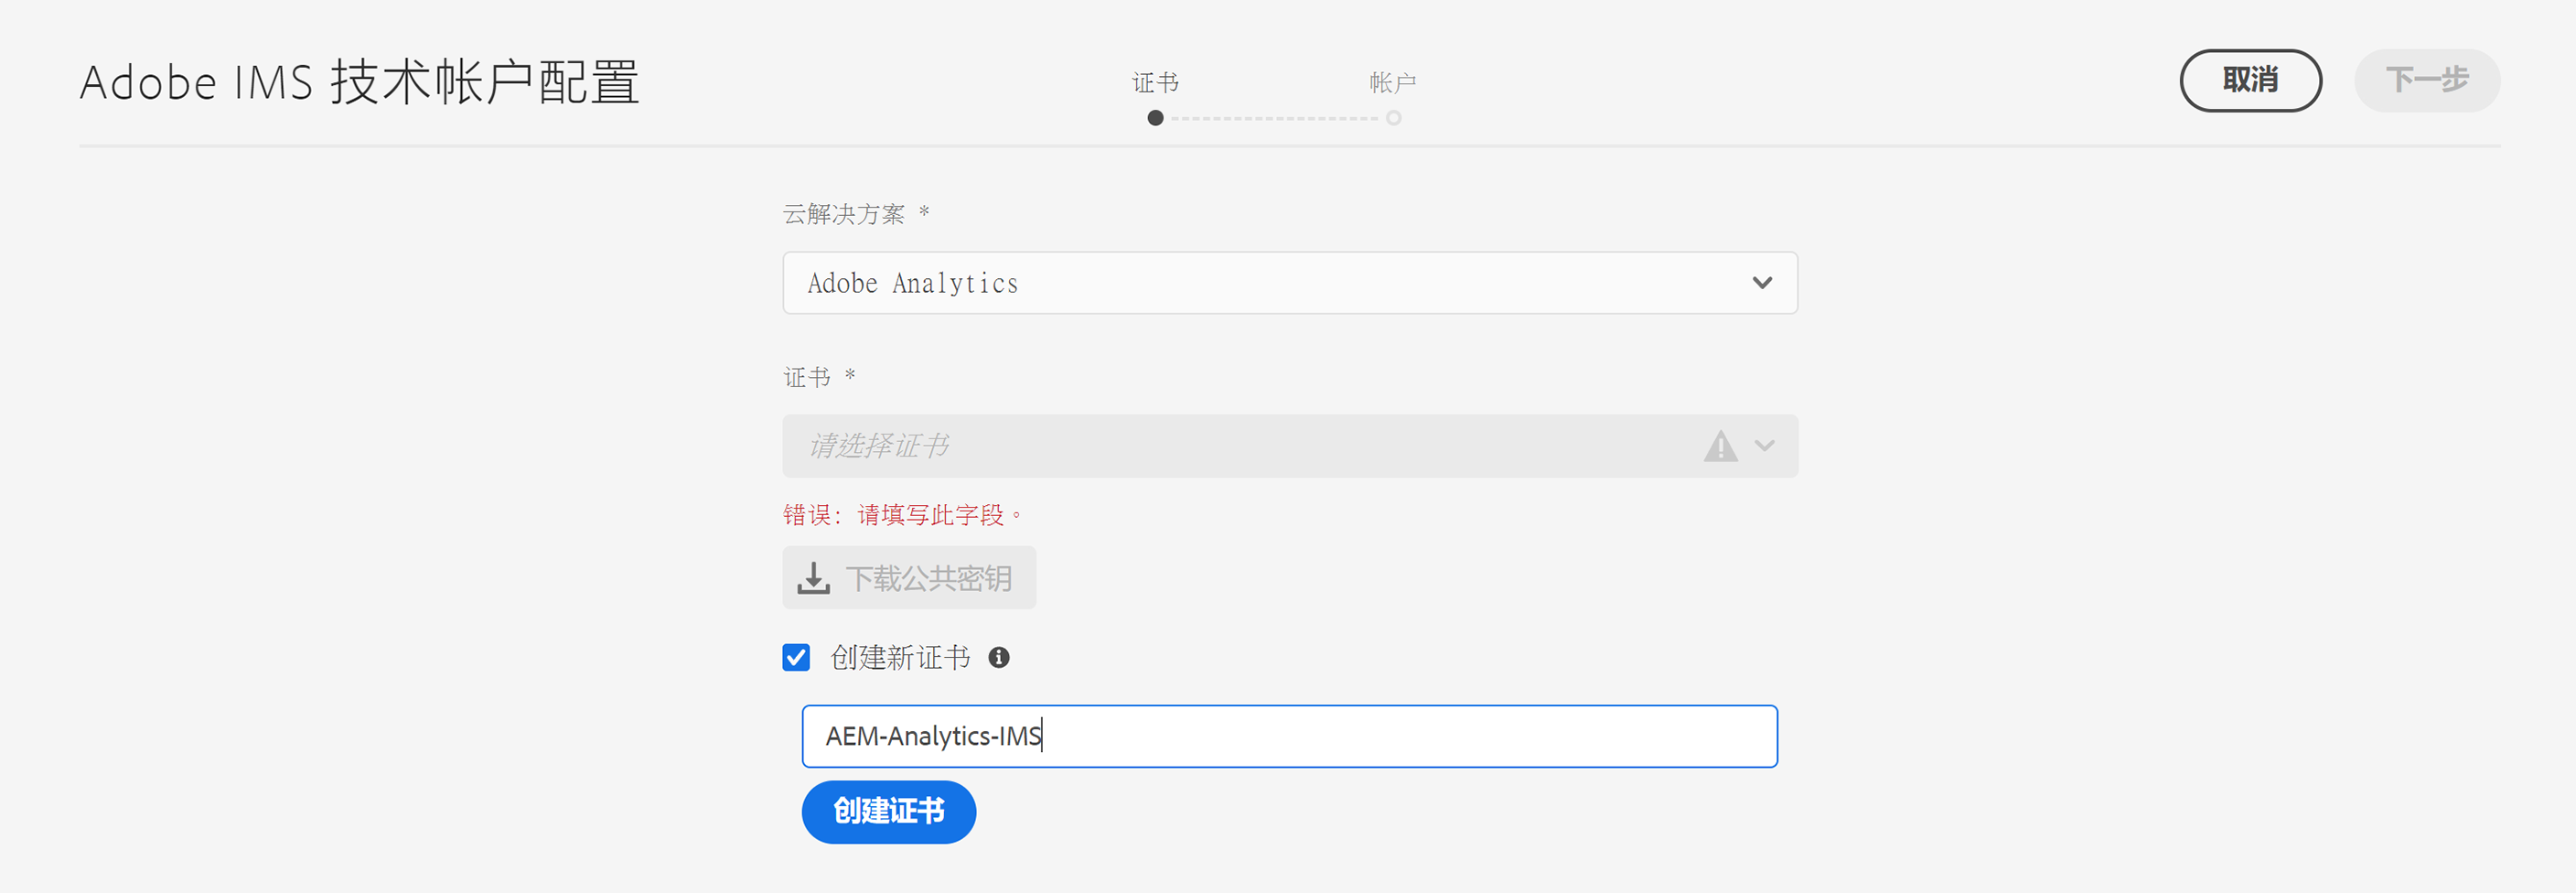 Adobe IMS 技术帐户配置
证书
帐户
取消
下一步
云解决方案 *
Adobe Analytics
证书 *
请选择证书
错误: 请填写此字段。
下载公共密钥
创建新证书
AEM-Analytics-IMS
创建证书